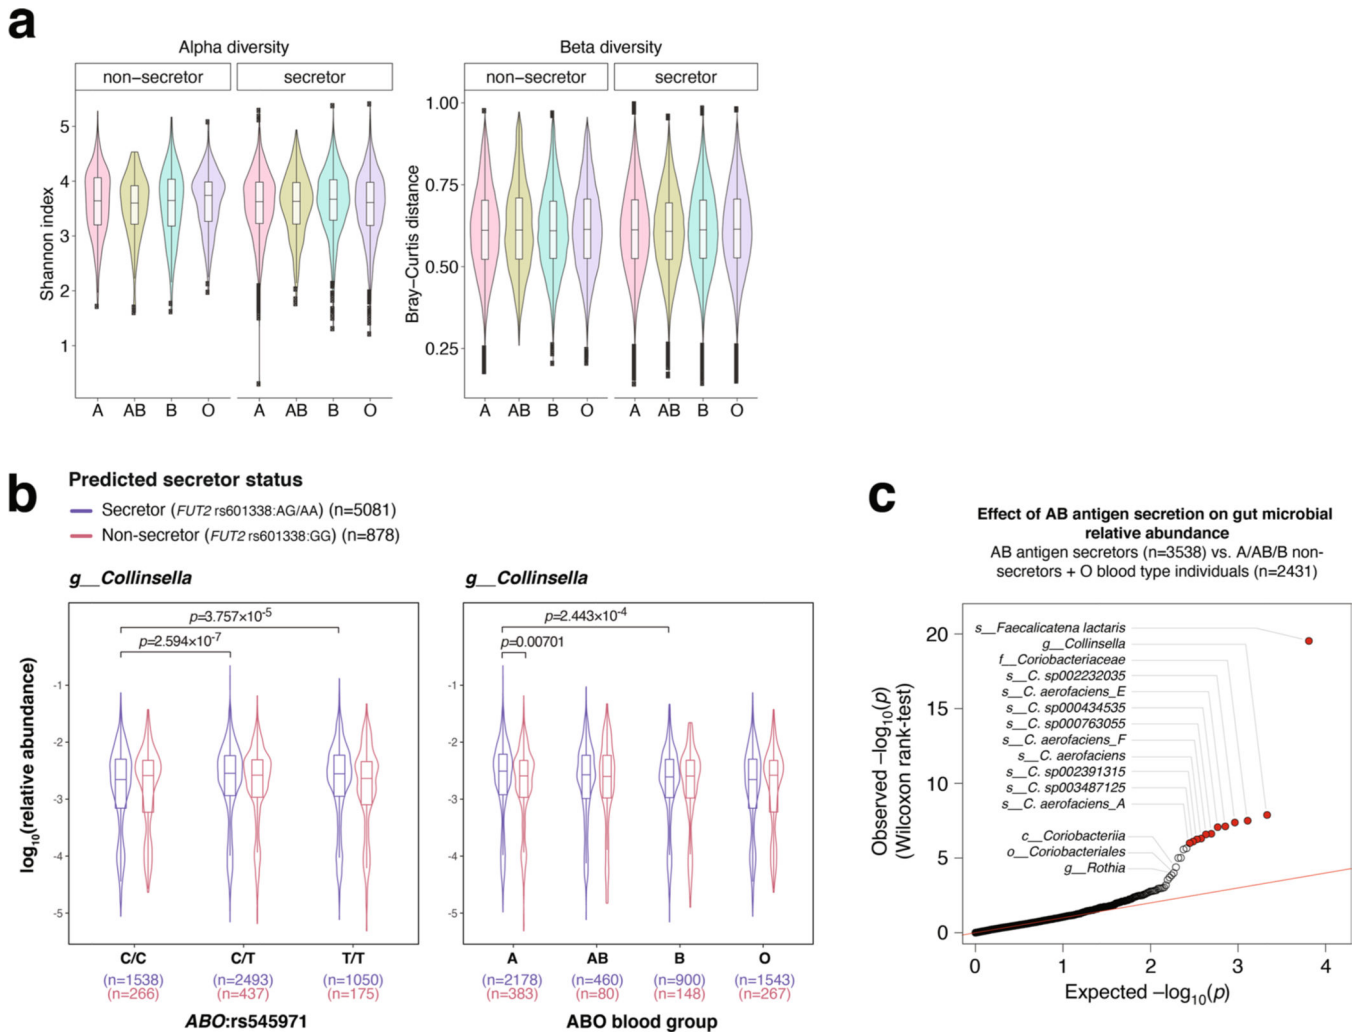 a
Alpha diversity
non−secretor
secretor
Shannon index
5
4
3
2
1
A AB B O
A AB B O
Beta diversity
non−secretor
secretor
Bray−Curtis distance
1.00
0.75
0.50
0.25
A AB B O
A AB B O
b
Predicted secretor status
Secretor (FUT2 rs601338:AG/AA) (n=5081)
Non-secretor (FUT2 rs601338:GG) (n=878)
g__Collinsella
p=3.757×10-5
p=2.594×10-7
log10(relative abundance)
-1
-2
-3
-4
-5
C/C C/T T/T
(n=1538) (n=2493) (n=1050)
(n=266) (n=437) (n=175)
ABO:rs545971
g__Collinsella
p=2.443×10-4
p=0.00701
-1
-2
-3
-4
-5
A AB B O
(n=2178) (n=460) (n=900) (n=1543)
(n=383) (n=80) (n=148) (n=267)
ABO blood group
c
Effect of AB antigen secretion on gut microbial
relative abundance
AB antigen secretors (n=3538) vs. A/AB/B non-
secretors + O blood type individuals (n=2431)
Observed −log10(p)
(Wilcoxon rank-test)
20
15
10
5
0
s__Faecalicatena lactaris
g__Collinsella
f__Coriobacteriaceae
s__C. sp002232035
s__C. aerofaciens_E
s__C. sp000434535
s__C. sp000763055
s__C. aerofaciens_F
s__C. aerofaciens
s__C. sp002391315
s__C. sp003487125
s__C. aerofaciens_A
c__Coriobacteriia
o__Coriobacteriales
g__Rothia
0 1 2 3 4
Expected −log10(p)